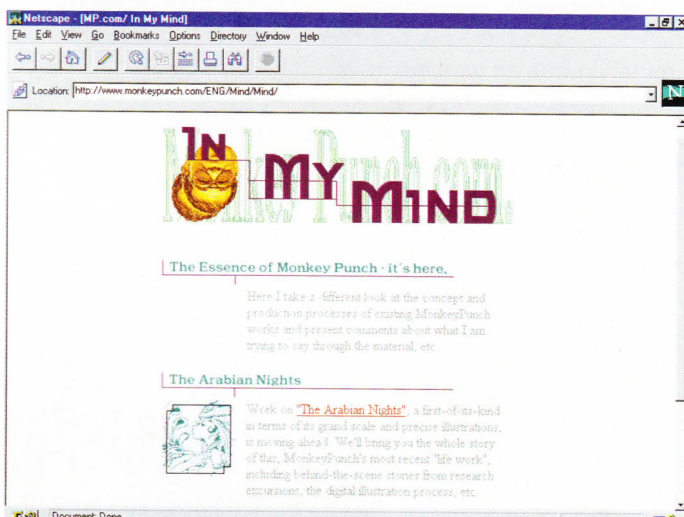 Netscape - [MP.com/ In My Mind]
File Edit View Go Bookmarks Options Directory Window Help
Location: http://www.monkeypunch.com/ENG/Mind/Mind/
N
Monkey Punch.com.
IN MY MIND
The Essence of Monkey Punch - it's here.
Here I take a different look at the concept and
production processes of existing MonkeyPunch
works and present comments about what I am
trying to say through the material, etc.
The Arabian Nights
Work on "The Arabian Nights", a first-of-its-kind
in terms of its grand scale and precise illustrations,
is moving ahead. We'll bring you the whole story
of this, MonkeyPunch's most recent "life work",
including behind-the-scene stories from research
excursions, the digital illustration process, etc.
Document: Done